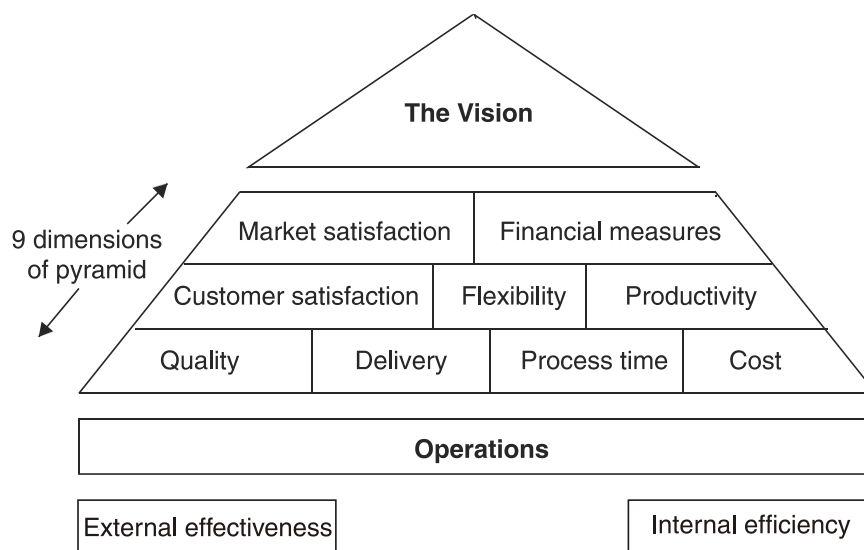 The Vision
9 dimensions
of pyramid
Market satisfaction
Financial measures
Customer satisfaction
Flexibility
Productivity
Quality
Delivery
Process time
Cost
Operations
External effectiveness
Internal efficiency